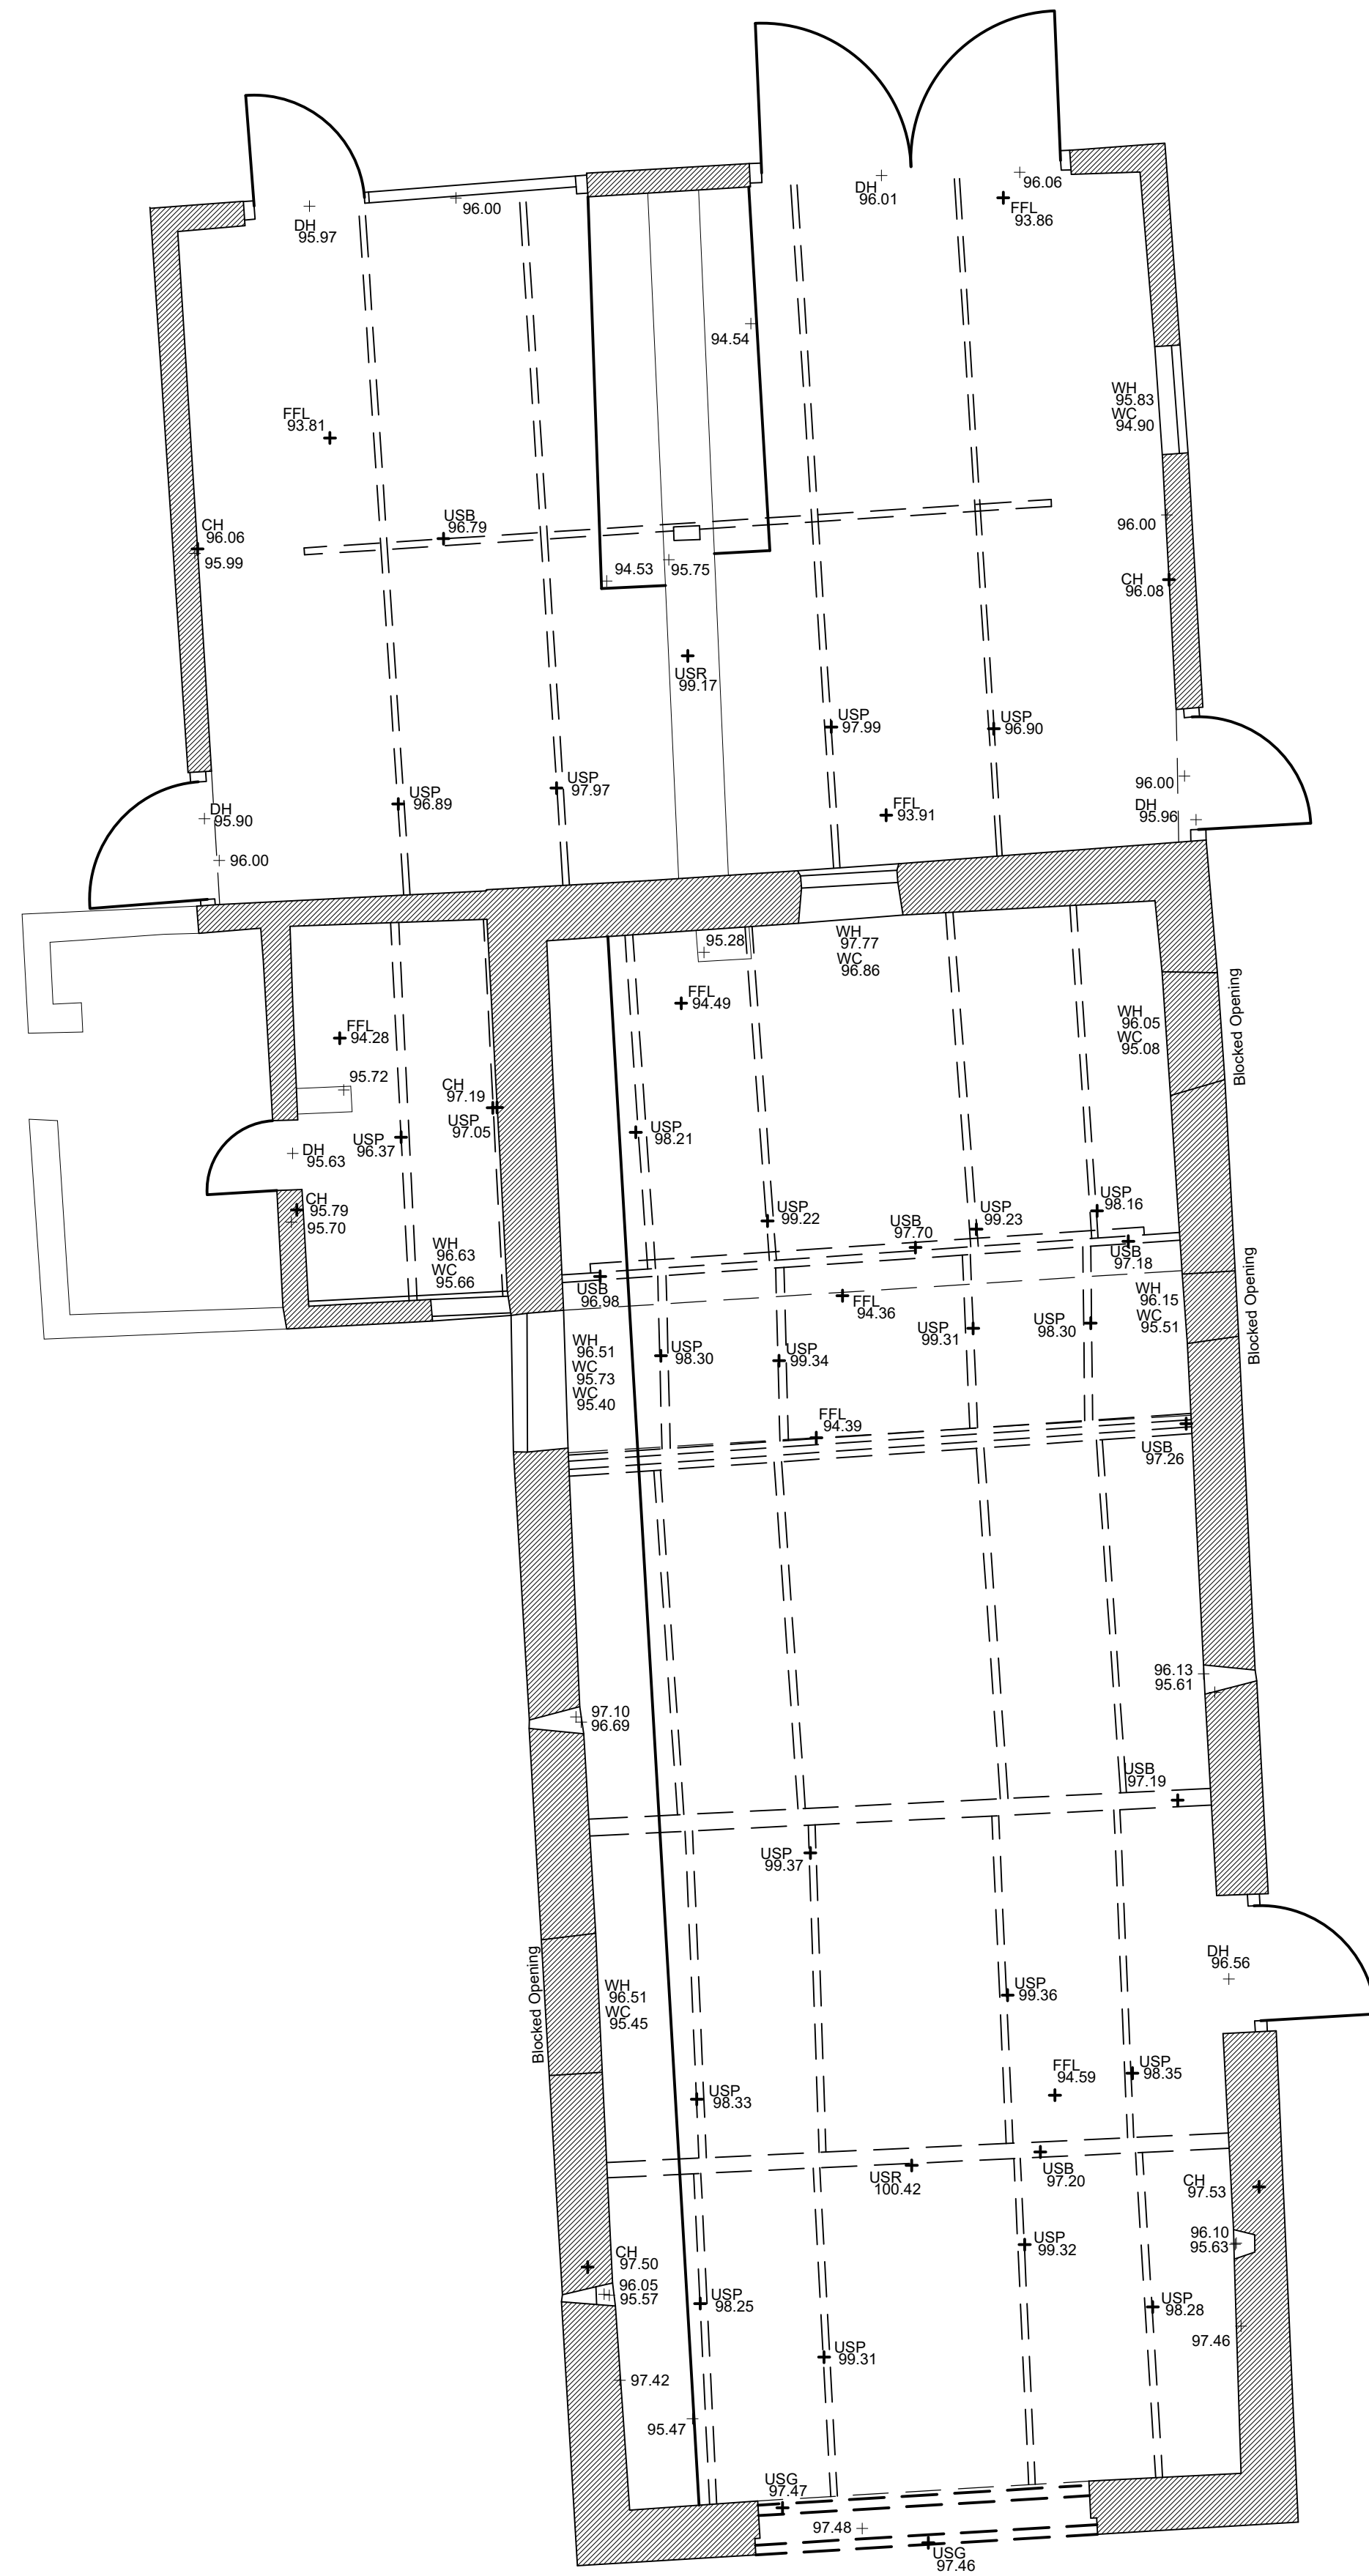 DH
96.01
96.06
FFL
93.86
96.00
DH
95.97
94.54
WH
95.83
WC
94.90
FFL
93.81
CH
96.06
95.99
USB
96.79
96.00
94.53
95.75
CH
96.08
USR
99.17
USP
97.99
USP
96.90
USP
97.97
96.00
USP
96.89
DH
95.90
FFL
93.91
DH
95.96
96.00
95.28
WH
97.77
WC
96.86
FFL
94.49
Blocked Opening
WH
96.05
WC
95.08
FFL
94.28
95.72
CH
97.19
USP
97.05
USP
96.37
USP
98.21
DH
95.63
CH
95.79
95.70
USP
99.22
USB
97.70
USP
99.23
USP
98.16
WH
96.63
WC
95.66
USB
97.18
Blocked Opening
USB
96.98
FFL
94.36
WH
96.15
WC
95.51
USP
99.31
USP
98.30
WH
96.51
WC
95.73
WC
95.40
USP
98.30
USP
99.34
FFL
94.39
USB
97.26
96.13
95.61
97.10
96.69
USB
97.19
USP
99.37
DH
96.56
Blocked Opening
WH
96.51
WC
95.45
USP
99.36
FFL
94.59
USP
98.35
USP
98.33
USR
100.42
USB
97.20
CH
97.53
96.10
95.63
USP
99.32
CH
97.50
96.05
95.57
USP
98.25
USP
98.28
97.46
USP
99.31
97.42
95.47
USG
97.47
97.48
USG
97.46